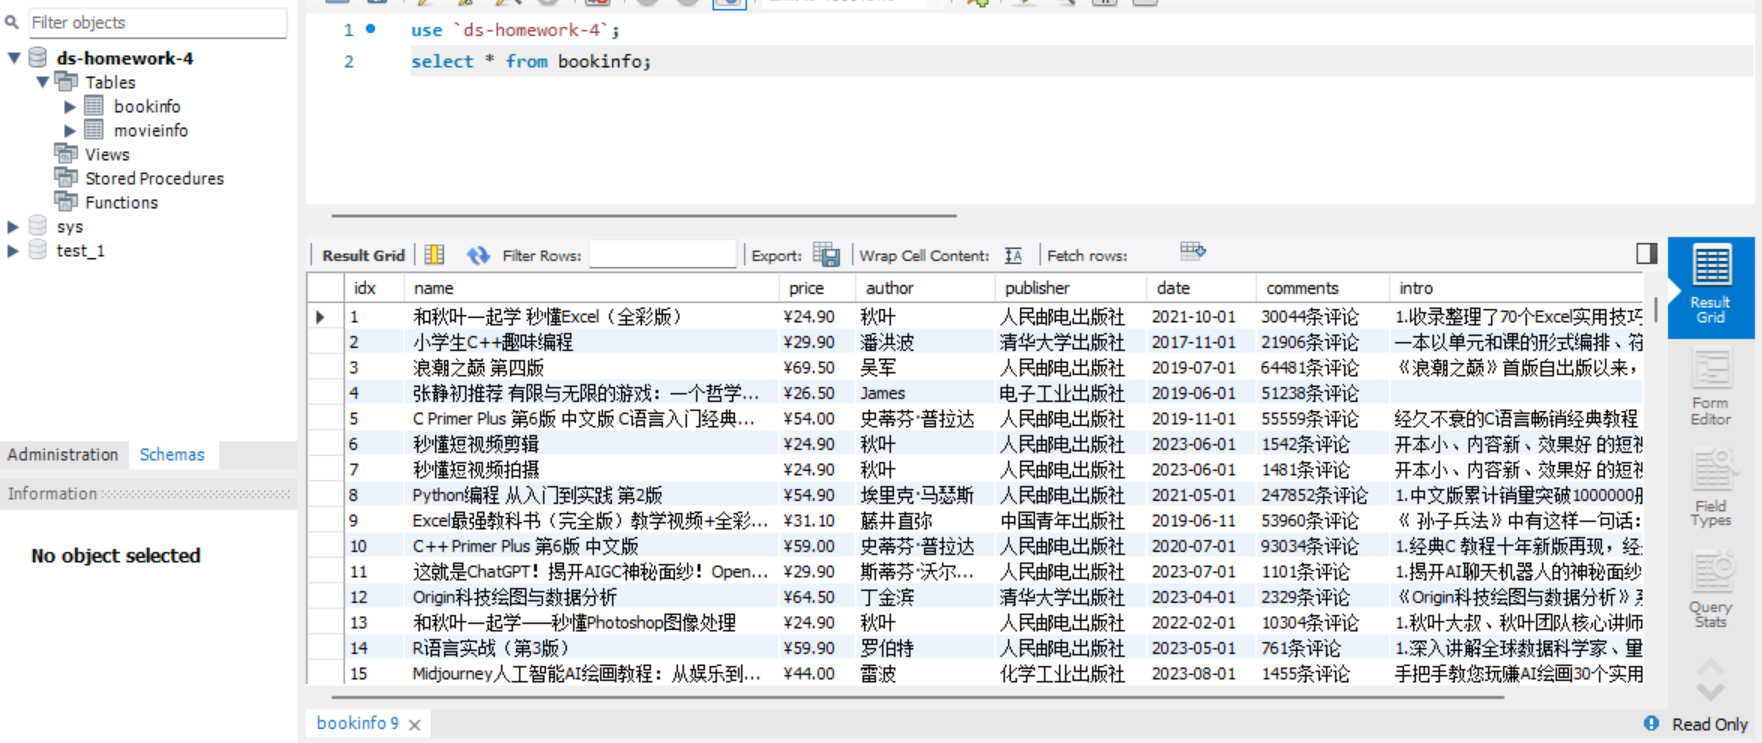 Filter objects
ds-homework-4
Tables
bookinfo
movieinfo
Views
Stored Procedures
Functions
sys
test_1
Administration Schemas
Information
No object selected
1 use `ds-homework-4`;
2 select * from bookinfo;
Result Grid Filter Rows: Export: Wrap Cell Content: Fetch rows:
idx name price author publisher date comments intro
1 和秋叶一起学 秒懂Excel（全彩版） ¥24.90 秋叶 人民邮电出版社 2021-10-01 30044条评论 1.收录整理了70个Excel实用技巧
2 小学生C++趣味编程 ¥29.90 潘洪波 清华大学出版社 2017-11-01 21906条评论 一本以单元和课的形式编排、符
3 浪潮之巅 第四版 ¥69.50 吴军 人民邮电出版社 2019-07-01 64481条评论 《浪潮之巅》首版自出版以来，
4 张静初推荐 有限与无限的游戏：一个哲学... ¥26.50 James 电子工业出版社 2019-06-01 51238条评论
5 C Primer Plus 第6版 中文版 C语言入门经典... ¥54.00 史蒂芬·普拉达 人民邮电出版社 2019-11-01 55559条评论 经久不衰的C语言畅销经典教程
6 秒懂短视频剪辑 ¥24.90 秋叶 人民邮电出版社 2023-06-01 1542条评论 开本小、内容新、效果好 的短视
7 秒懂短视频拍摄 ¥24.90 秋叶 人民邮电出版社 2023-06-01 1481条评论 开本小、内容新、效果好 的短视
8 Python编程 从入门到实践 第2版 ¥54.90 埃里克·马瑟斯 人民邮电出版社 2021-05-01 247852条评论 1.中文版累计销量突破1000000册
9 Excel最强教科书（完全版）教学视频+全彩... ¥31.10 藤井直弥 中国青年出版社 2019-06-11 53960条评论 《 孙子兵法》中有这样一句话：
10 C++ Primer Plus 第6版 中文版 ¥59.00 史蒂芬·普拉达 人民邮电出版社 2020-07-01 93034条评论 1.经典C 教程十年新版再现，经
11 这就是ChatGPT！揭开AIGC神秘面纱！Open... ¥29.90 斯蒂芬·沃尔... 人民邮电出版社 2023-07-01 1101条评论 1.揭开AI聊天机器人的神秘面纱
12 Origin科技绘图与数据分析 ¥64.50 丁金滨 清华大学出版社 2023-04-01 2329条评论 《Origin科技绘图与数据分析》
13 和秋叶一起学——秒懂Photoshop图像处理 ¥24.90 秋叶 人民邮电出版社 2022-02-01 10304条评论 1.秋叶大叔、秋叶团队核心讲师
14 R语言实战（第3版） ¥59.90 罗伯特 人民邮电出版社 2023-05-01 761条评论 1.深入讲解全球数据科学家、量
15 Midjourney人工智能AI绘画教程：从娱乐到... ¥44.00 雷波 化学工业出版社 2023-08-01 1455条评论 手把手教您玩赚AI绘画30个实用
Result
Grid
Form
Editor
Field
Types
Query
Stats
bookinfo 9
Read Only